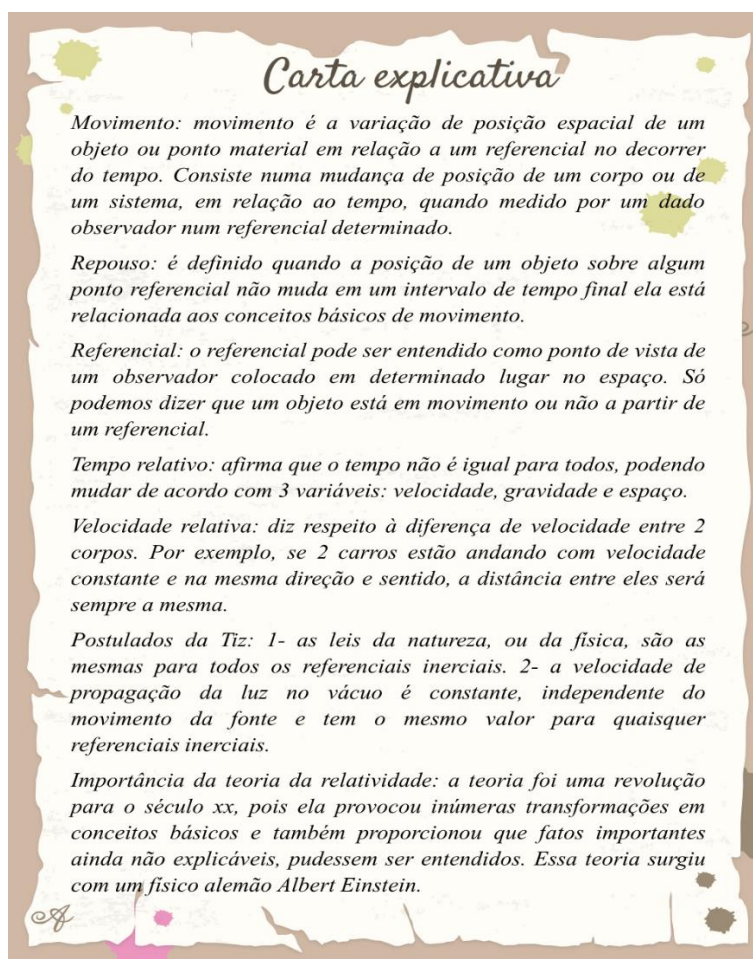 Carta explicativa
Movimento: movimento é a variação de posição espacial de um
objeto ou ponto material em relação a um referencial no decorrer
do tempo. Consiste numa mudança de posição de um corpo ou de
um sistema, em relação ao tempo, quando medido por um dado
observador num referencial determinado.
Repouso: é definido quando a posição de um objeto sobre algum
ponto referencial não muda em um intervalo de tempo final ela está
relacionada aos conceitos básicos de movimento.
Referencial: o referencial pode ser entendido como ponto de vista de
um observador colocado em determinado lugar no espaço. Só
podemos dizer que um objeto está em movimento ou não a partir de
um referencial.
Tempo relativo: afirma que o tempo não é igual para todos, podendo
mudar de acordo com 3 variáveis: velocidade, gravidade e espaço.
Velocidade relativa: diz respeito à diferença de velocidade entre 2
corpos. Por exemplo, se 2 carros estão andando com velocidade
constante e na mesma direção e sentido, a distância entre eles será
sempre a mesma.
Postulados da Tiz: 1- as leis da natureza, ou da física, são as
mesmas para todos os referenciais inerciais. 2- a velocidade de
propagação da luz no vácuo é constante, independente do
movimento da fonte e tem o mesmo valor para quaisquer
referenciais inerciais.
Importância da teoria da relatividade: a teoria foi uma revolução
para o século xx, pois ela provocou inúmeras transformações em
conceitos básicos e também proporcionou que fatos importantes
ainda não explicáveis, pudessem ser entendidos. Essa teoria surgiu
com um físico alemão Albert Einstein.